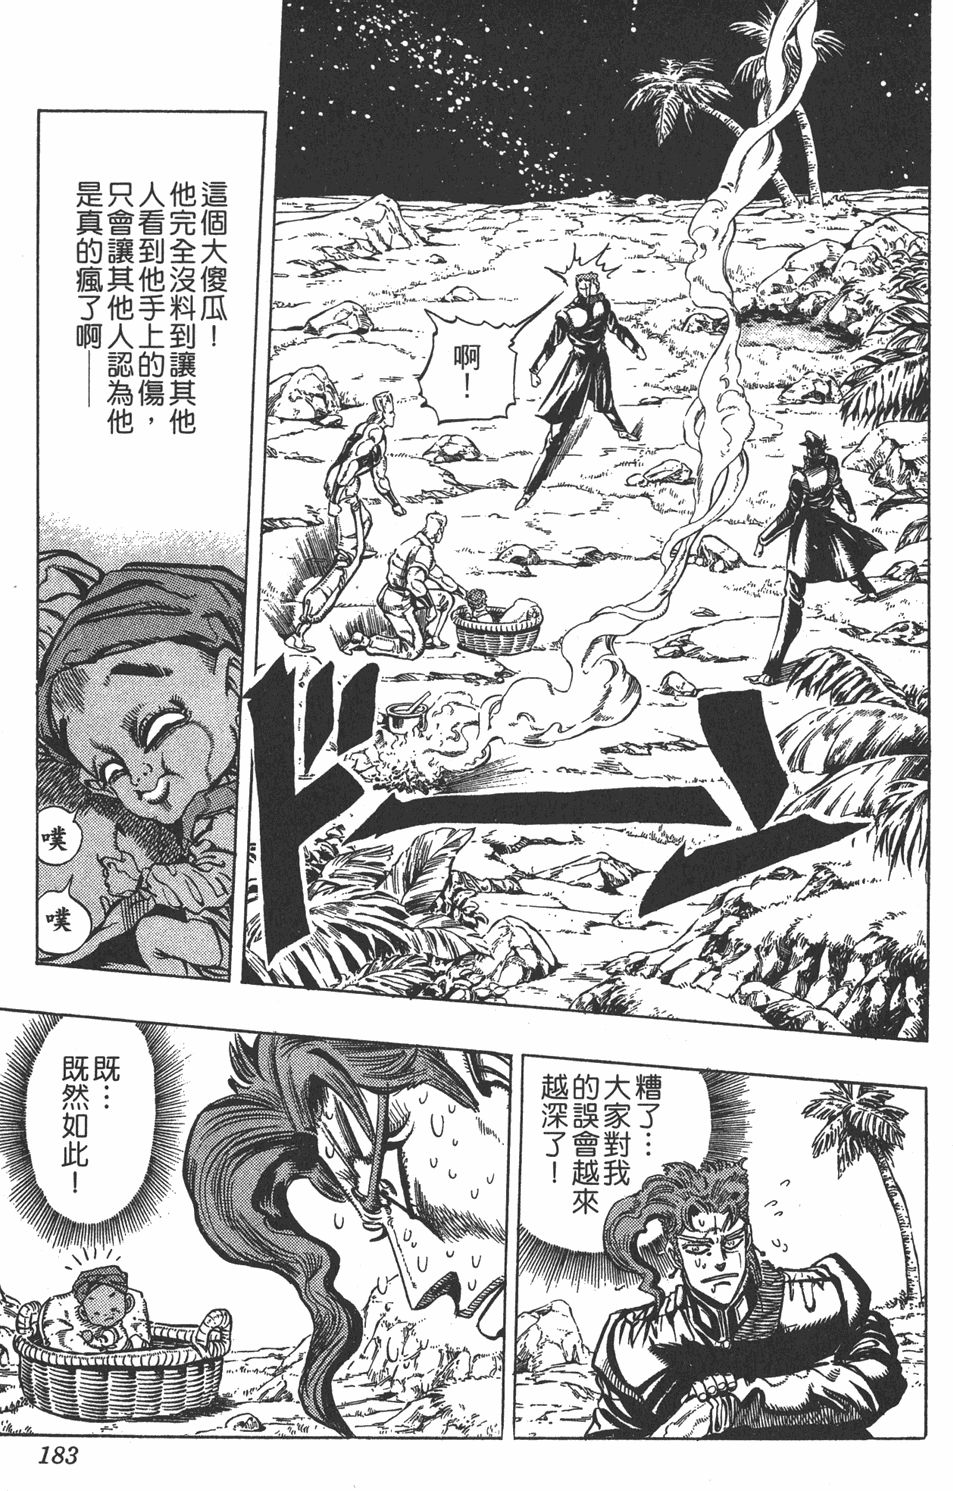 啊！
ドーン
這個大傻瓜！
他完全沒料到讓其他
人看到他手上的傷，
只會讓其他人認為他
是真的瘋了啊——
噗
噗
糟了…
大家對我
的誤會越來
越深了！
既…
既然如此！
183